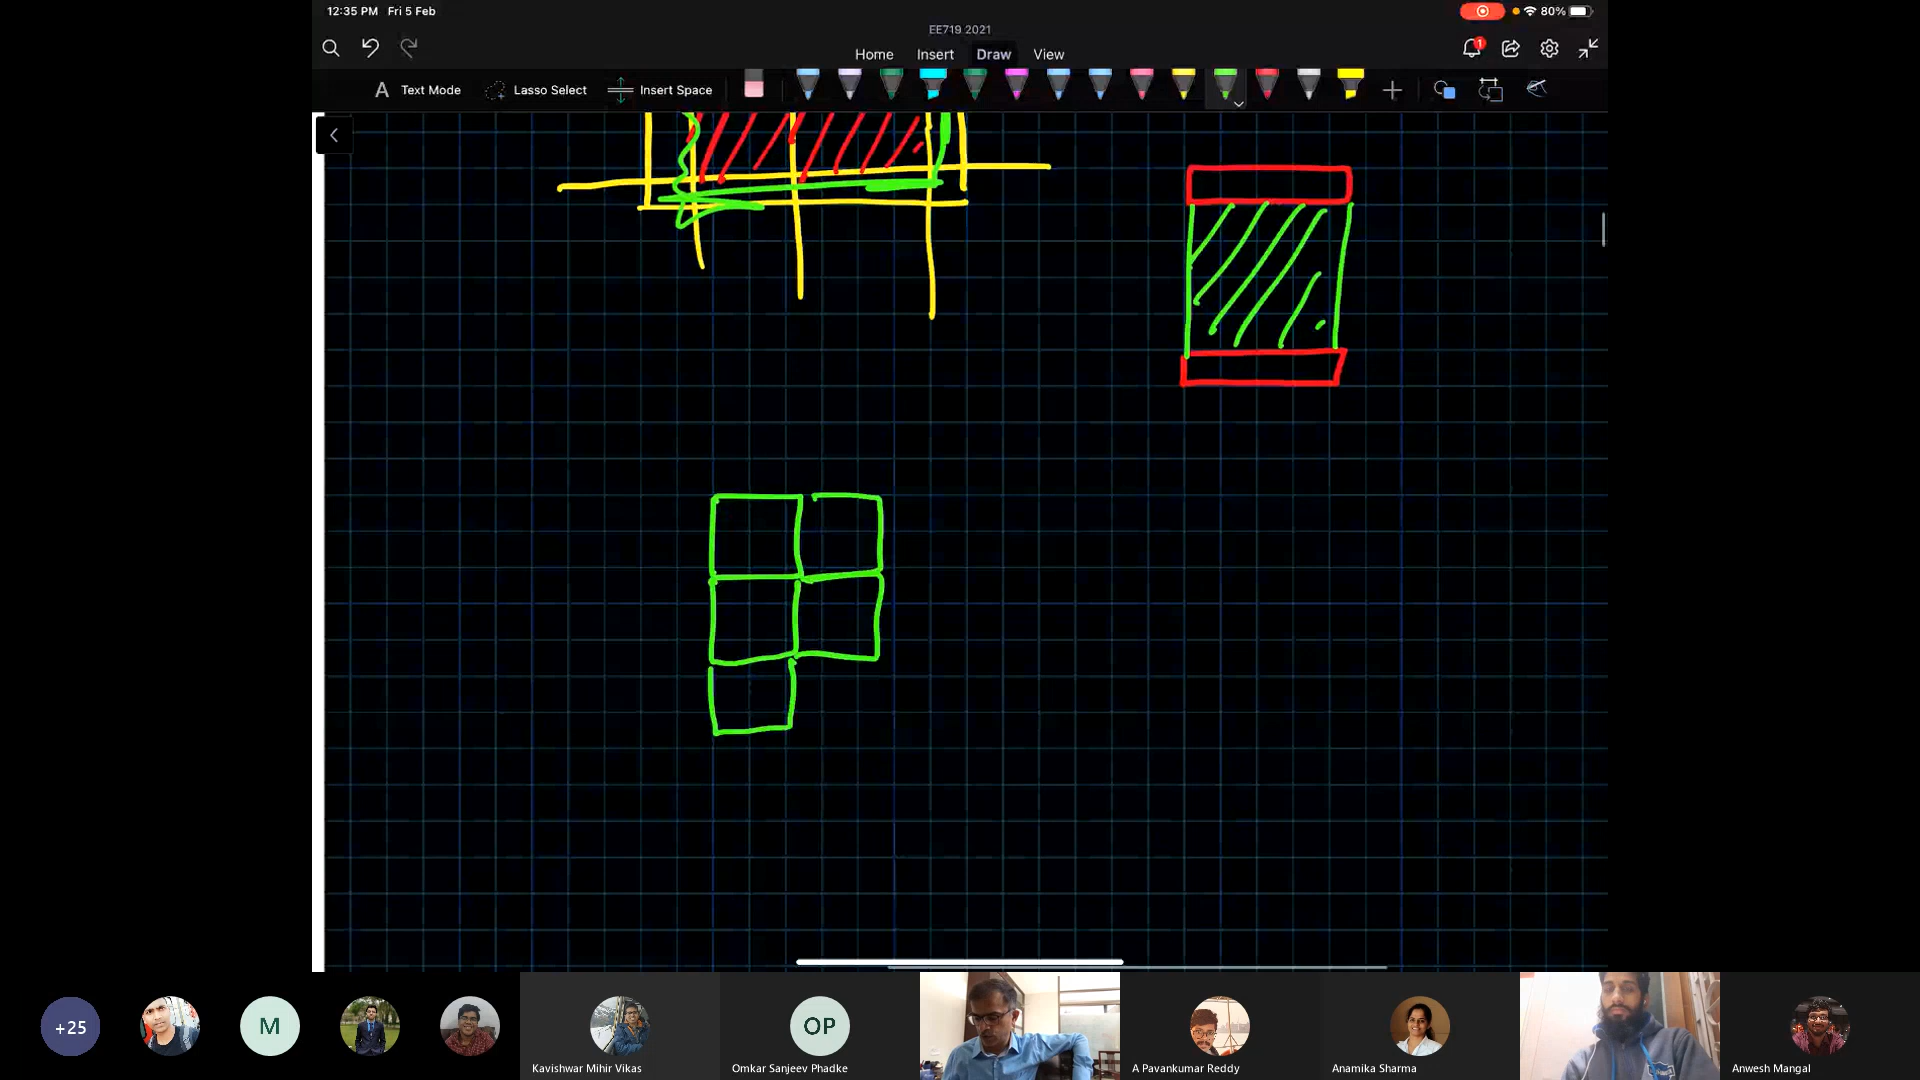 12:35 PM Fri 5 Feb
80%
EE719 2021
Home Insert Draw View
1
A Text Mode Lasso Select Insert Space
+25
M
OP
Kavishwar Mihir Vikas
Omkar Sanjeev Phadke
A Pavankumar Reddy
Anamika Sharma
Anwesh Mangal